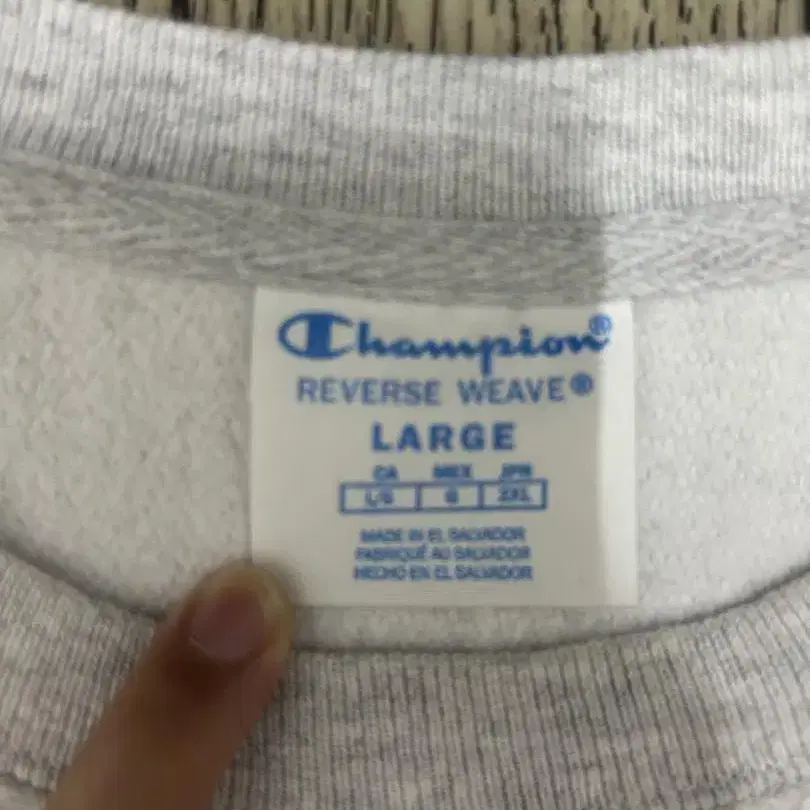 Champion®
REVERSE WEAVE®
LARGE
CA MEX JPN
L/G G 2XL
MADE IN EL SALVADOR
FABRIQUÉ AU SALVADOR
HECHO EN EL SALVADOR